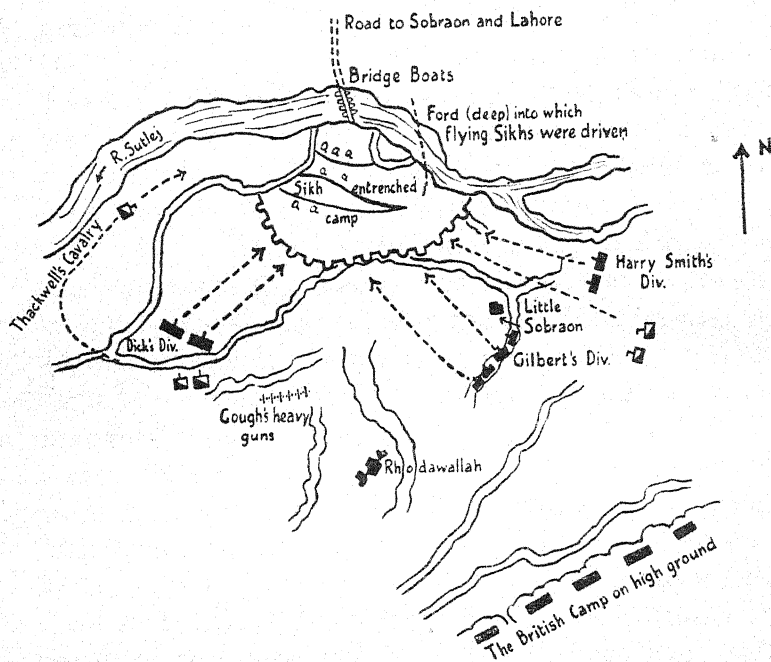 Road to Sobraon and Lahore
Bridge Boats
Ford (deep) into which
flying Sikhs were driven
N
R. Sutlej
Sikh entrenched
camp
Thackwell's Cavalry
Harry Smith's
Div.
Little
Sobraon
Dick's Div.
Gilbert's Div.
Gough's heavy
guns
Rhodawallah
The British Camp on high ground